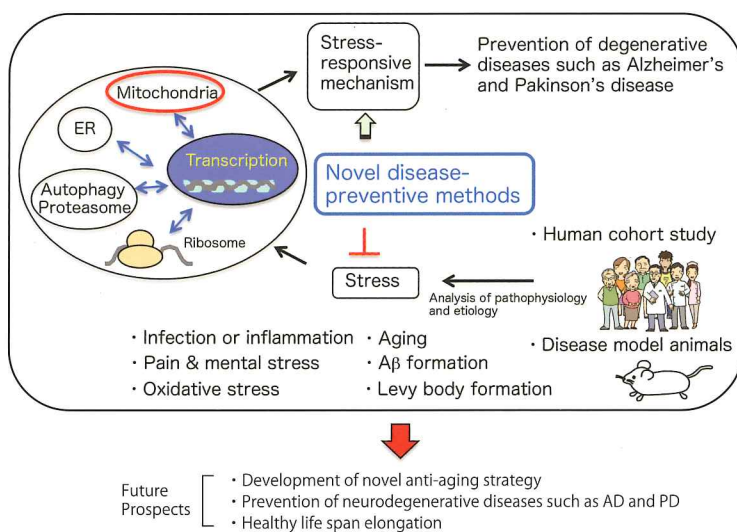 Stress-
responsive
mechanism
Prevention of degenerative
diseases such as Alzheimer's
and Pakinson's disease
Mitochondria
ER
Transcription
Autophagy
Proteasome
Ribosome
Novel disease-
preventive methods
Stress
・Human cohort study
Analysis of pathophysiology
and etiology
・Disease model animals
・Infection or inflammation
・Pain & mental stress
・Oxidative stress
・Aging
・Aβ formation
・Levy body formation
Future
Prospects
・Development of novel anti-aging strategy
・Prevention of neurodegenerative diseases such as AD and PD
・Healthy life span elongation